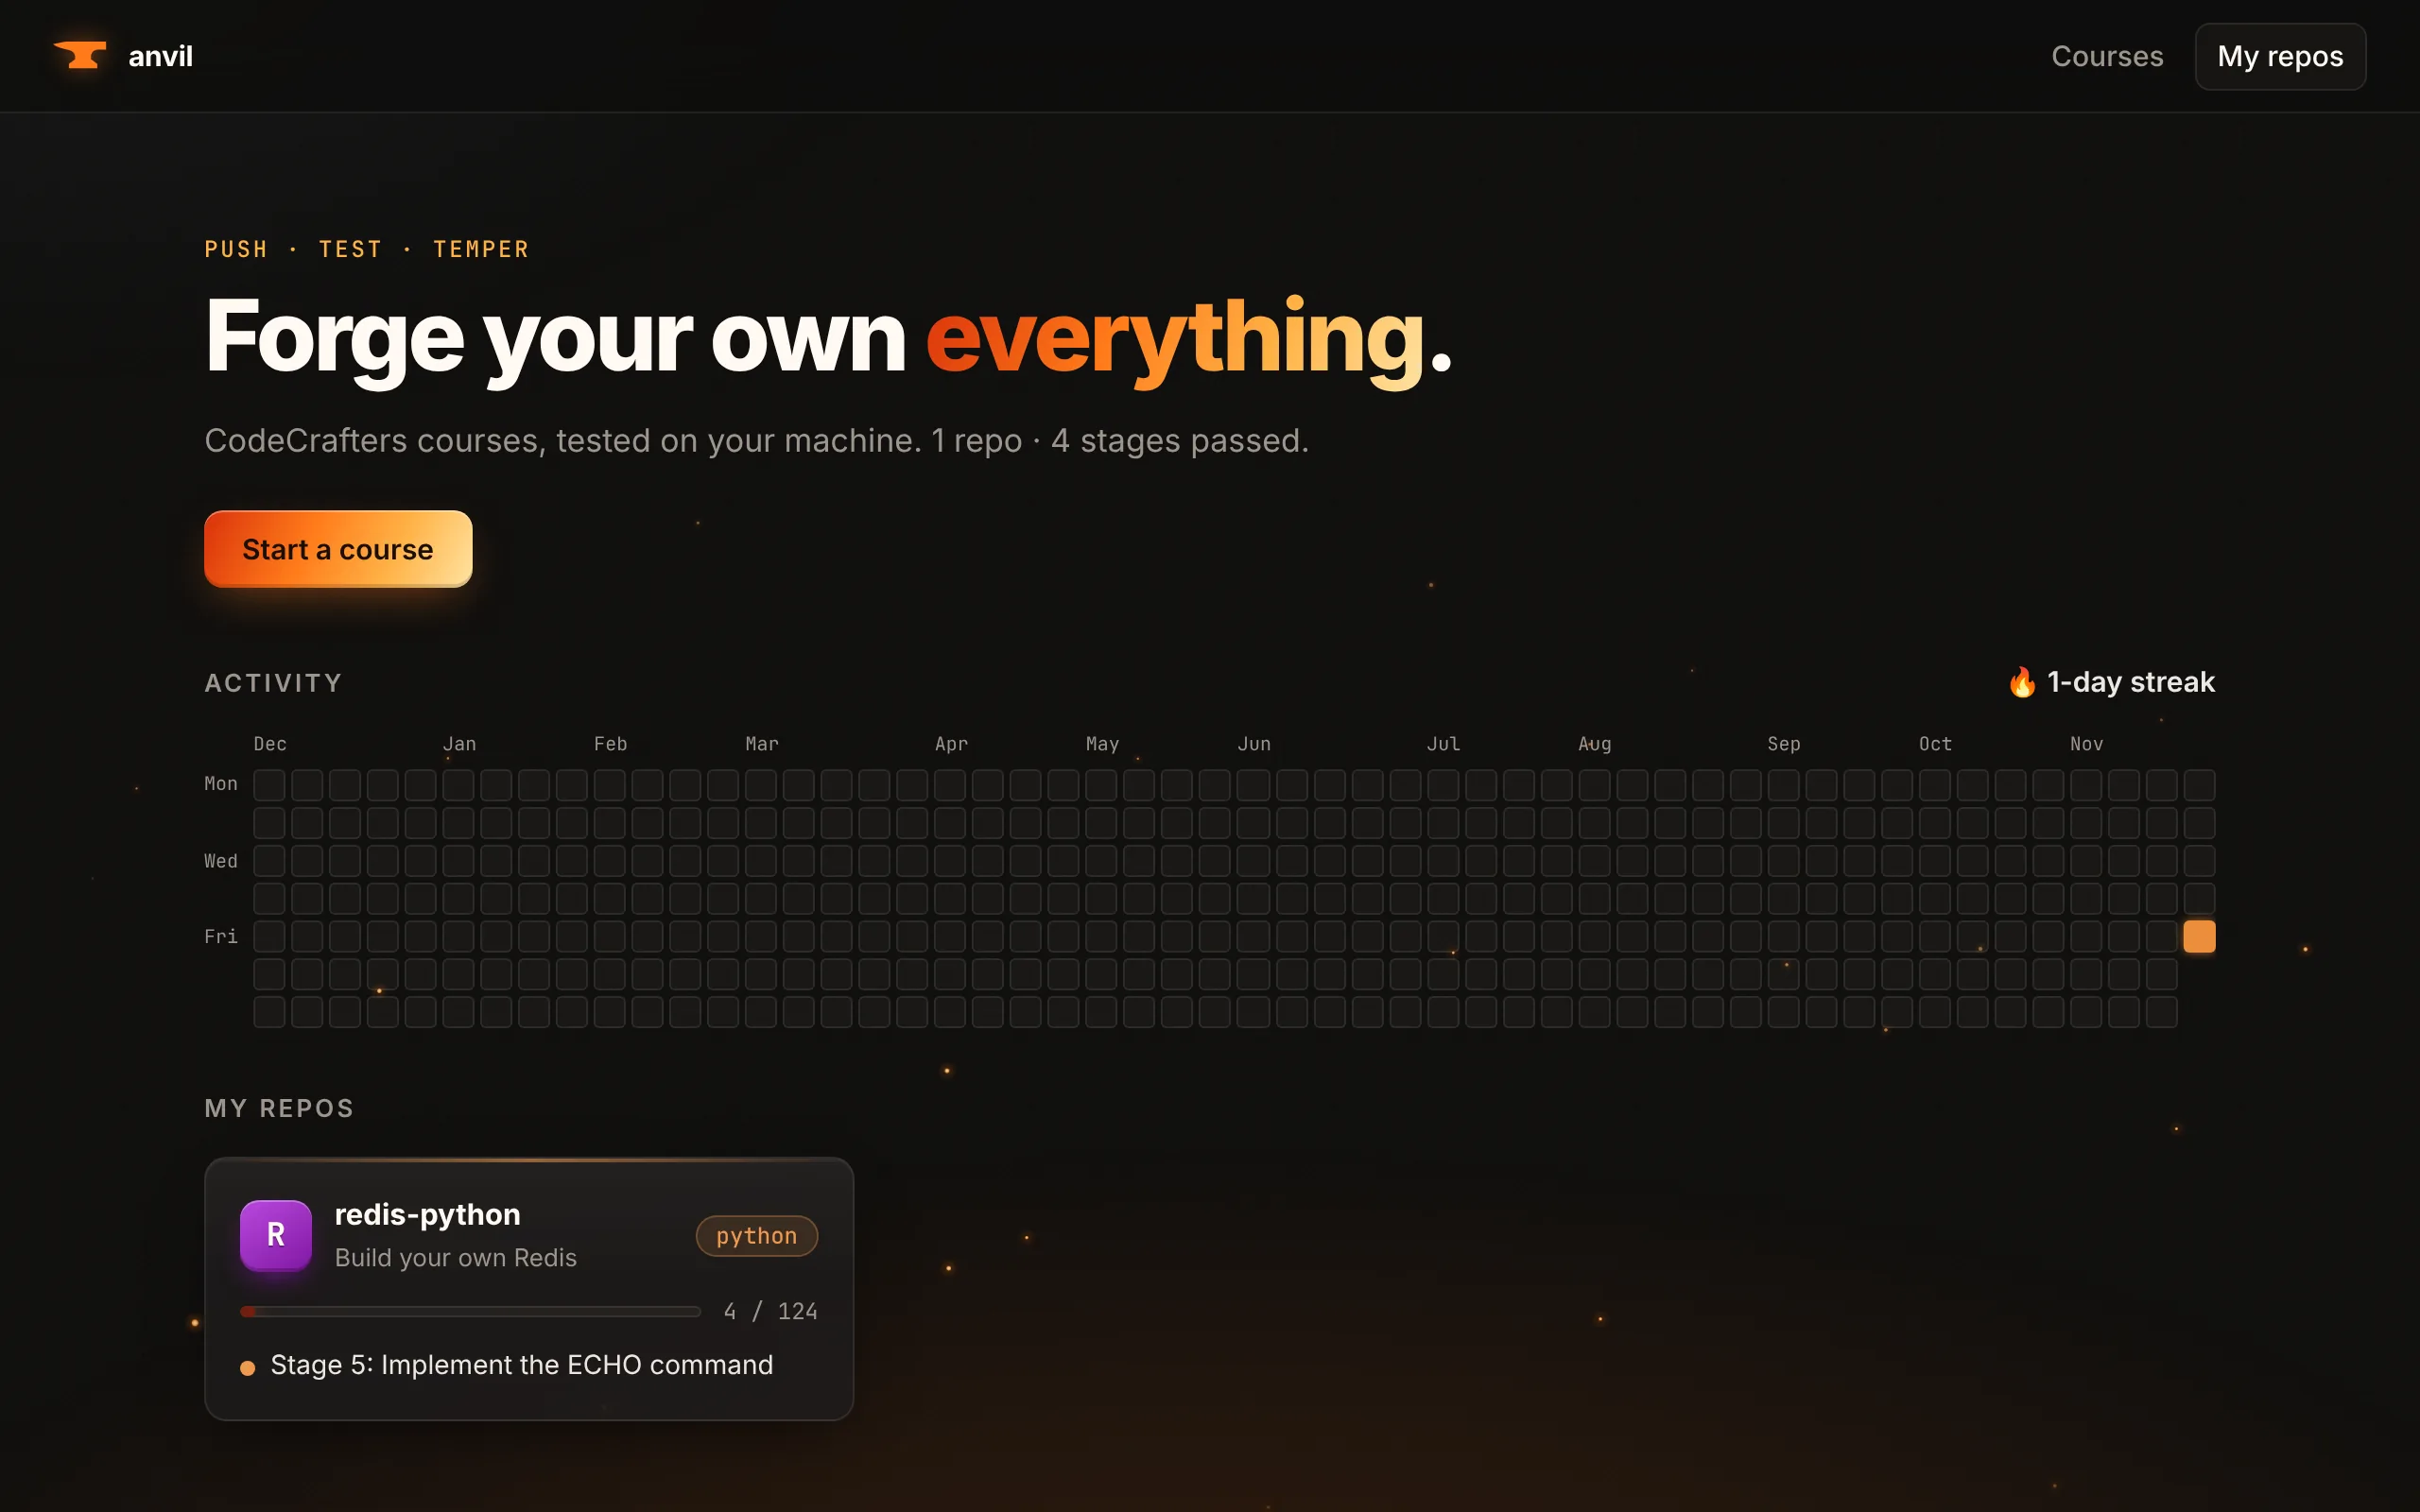 anvil
Courses
My repos
PUSH · TEST · TEMPER
Forge your own everything.
CodeCrafters courses, tested on your machine. 1 repo · 4 stages passed.
Start a course
ACTIVITY
🔥 1-day streak
Dec Jan Feb Mar Apr May Jun Jul Aug Sep Oct Nov
Mon
Wed
Fri
MY REPOS
R
redis-python
Build your own Redis
python
4 / 124
Stage 5: Implement the ECHO command